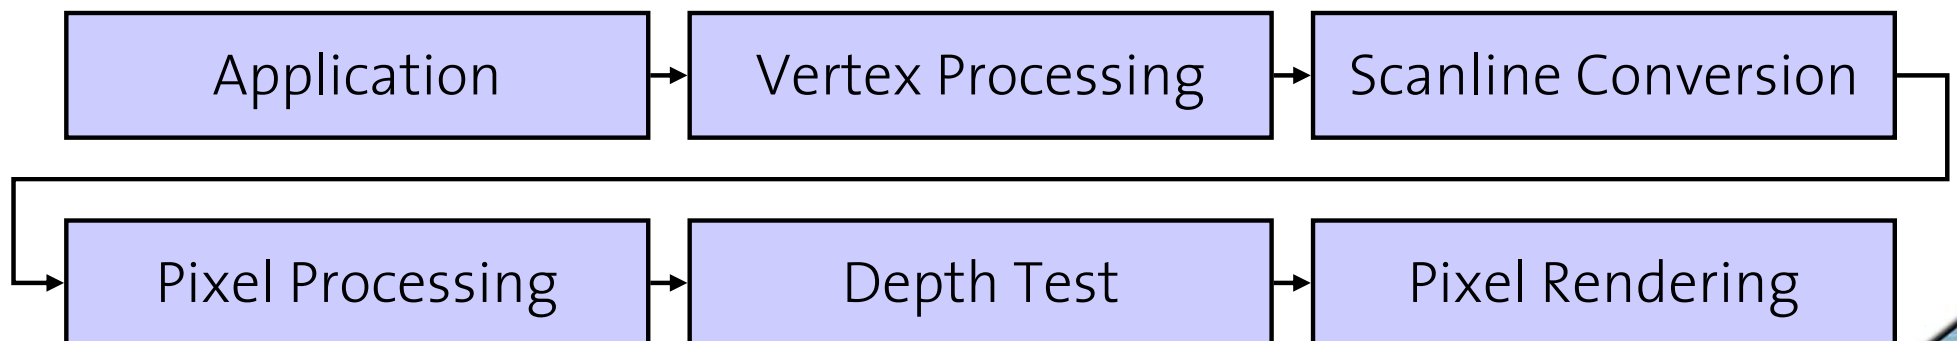 Application
Vertex Processing
Scanline Conversion
Pixel Processing
Depth Test
Pixel Rendering